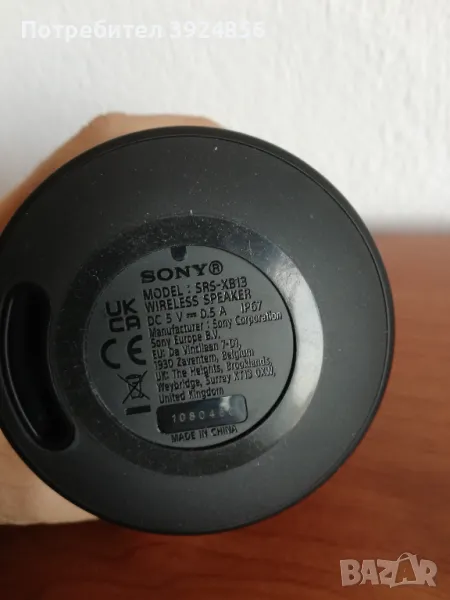 Потребител 3924856
SONY®
MODEL : SRS-XB13
WIRELESS SPEAKER
DC 5 V 0.5 A IP67
Manufacturer : Sony Corporation
Sony Europe B.V.
EU: Da Vincilaan 7-D1,
1930 Zaventem, Belgium
UK: The Heights, Brooklands,
Weybridge, Surrey KT13 0XW,
United Kingdom
UK
CA
CE
MADE IN CHINA
BAZAR